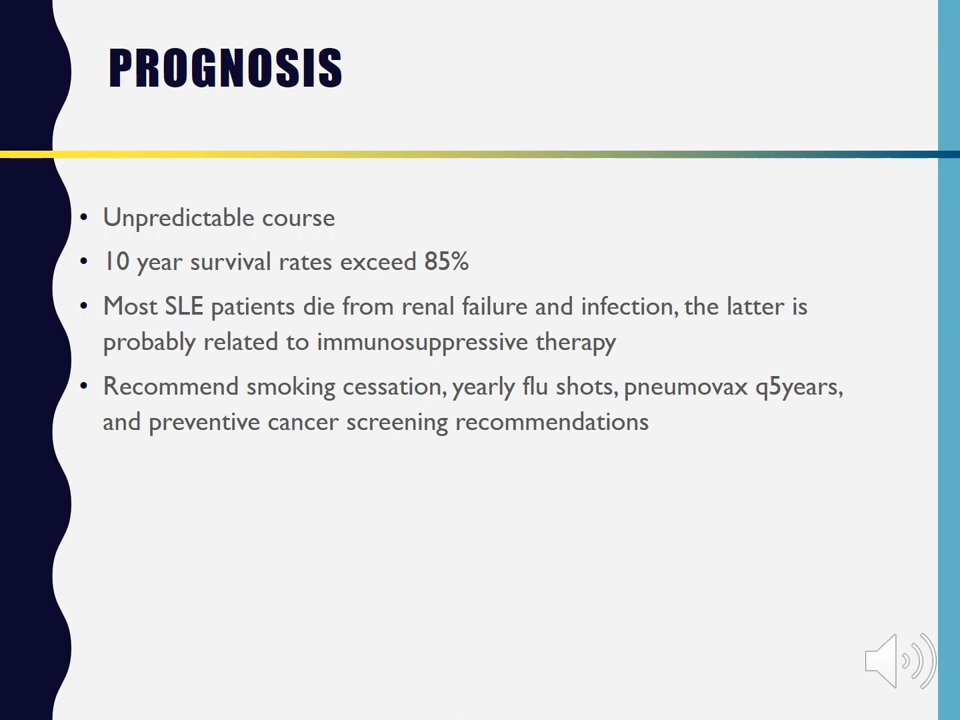 PROGNOSIS
• Unpredictable course
• 10 year survival rates exceed 85%
• Most SLE patients die from renal failure and infection, the latter is
probably related to immunosuppressive therapy
• Recommend smoking cessation, yearly flu shots, pneumovax q5years,
and preventive cancer screening recommendations